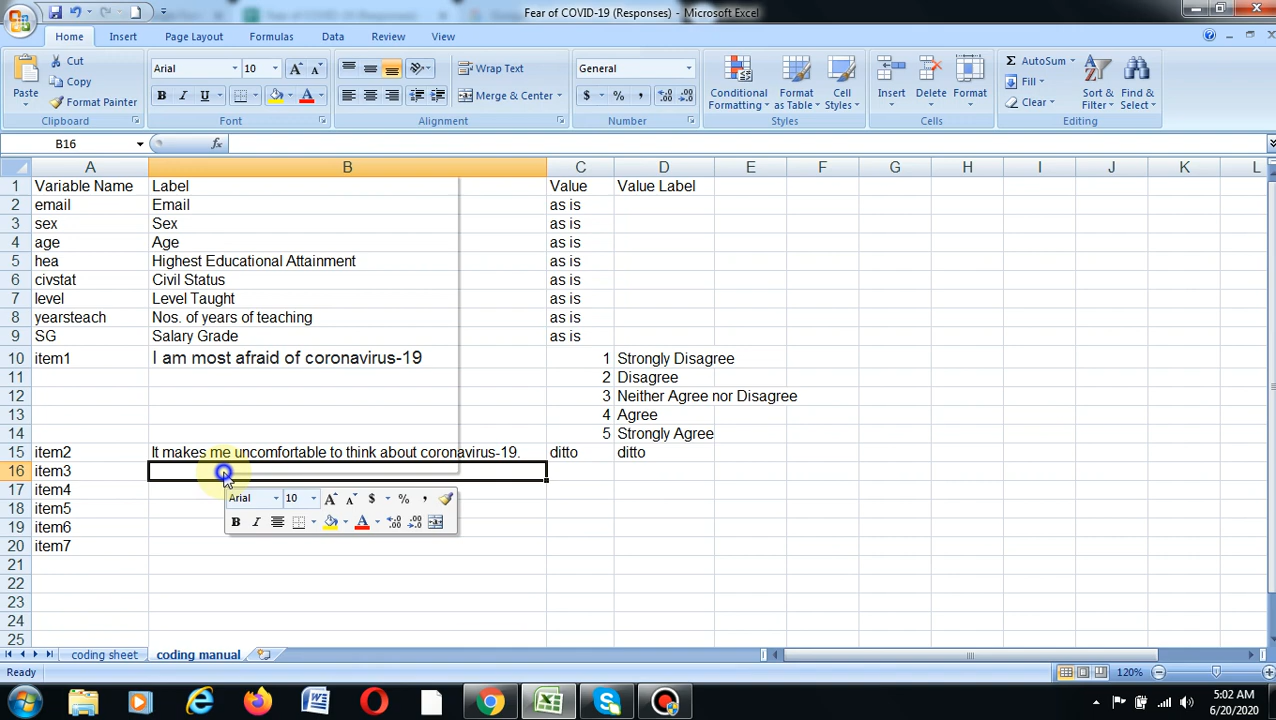 Fear of COVID-19 (Responses) - Microsoft Excel
Home Insert Page Layout Formulas Data Review View
Cut
Copy
Format Painter
Paste
Clipboard
Arial 10
B I U
Font
Wrap Text
Merge & Center
Alignment
General
$ % ,
Number
Conditional Formatting
Format as Table
Cell Styles
Styles
Insert Delete Format
Cells
Σ AutoSum
Fill
Clear
Sort & Filter
Find & Select
Editing
B16 fx
A B C D E F G H I J K L
1 Variable Name Label Value Value Label
2 email Email as is
3 sex Sex as is
4 age Age as is
5 hea Highest Educational Attainment as is
6 civstat Civil Status as is
7 level Level Taught as is
8 yearsteach Nos. of years of teaching as is
9 SG Salary Grade as is
10 item1 I am most afraid of coronavirus-19 1 Strongly Disagree
11 2 Disagree
12 3 Neither Agree nor Disagree
13 4 Agree
14 5 Strongly Agree
15 item2 It makes me uncomfortable to think about coronavirus-19. ditto ditto
16 item3
17 item4
18 item5
19 item6
20 item7
21
22
23
24
25
Arial 10 A A $ % ,
B I A
coding sheet coding manual
Ready 120%
5:02 AM
6/20/2020